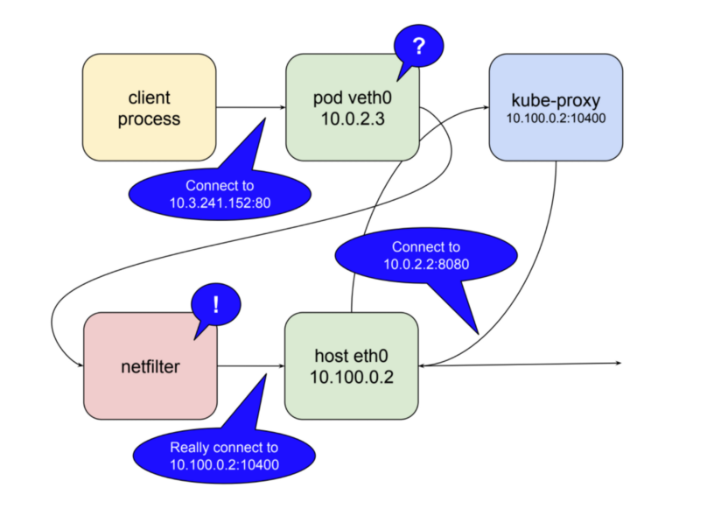 ?
client
process
pod veth0
10.0.2.3
kube-proxy
10.100.0.2:10400
Connect to
10.3.241.152:80
Connect to
10.0.2.2:8080
!
netfilter
host eth0
10.100.0.2
Really connect to
10.100.0.2:10400